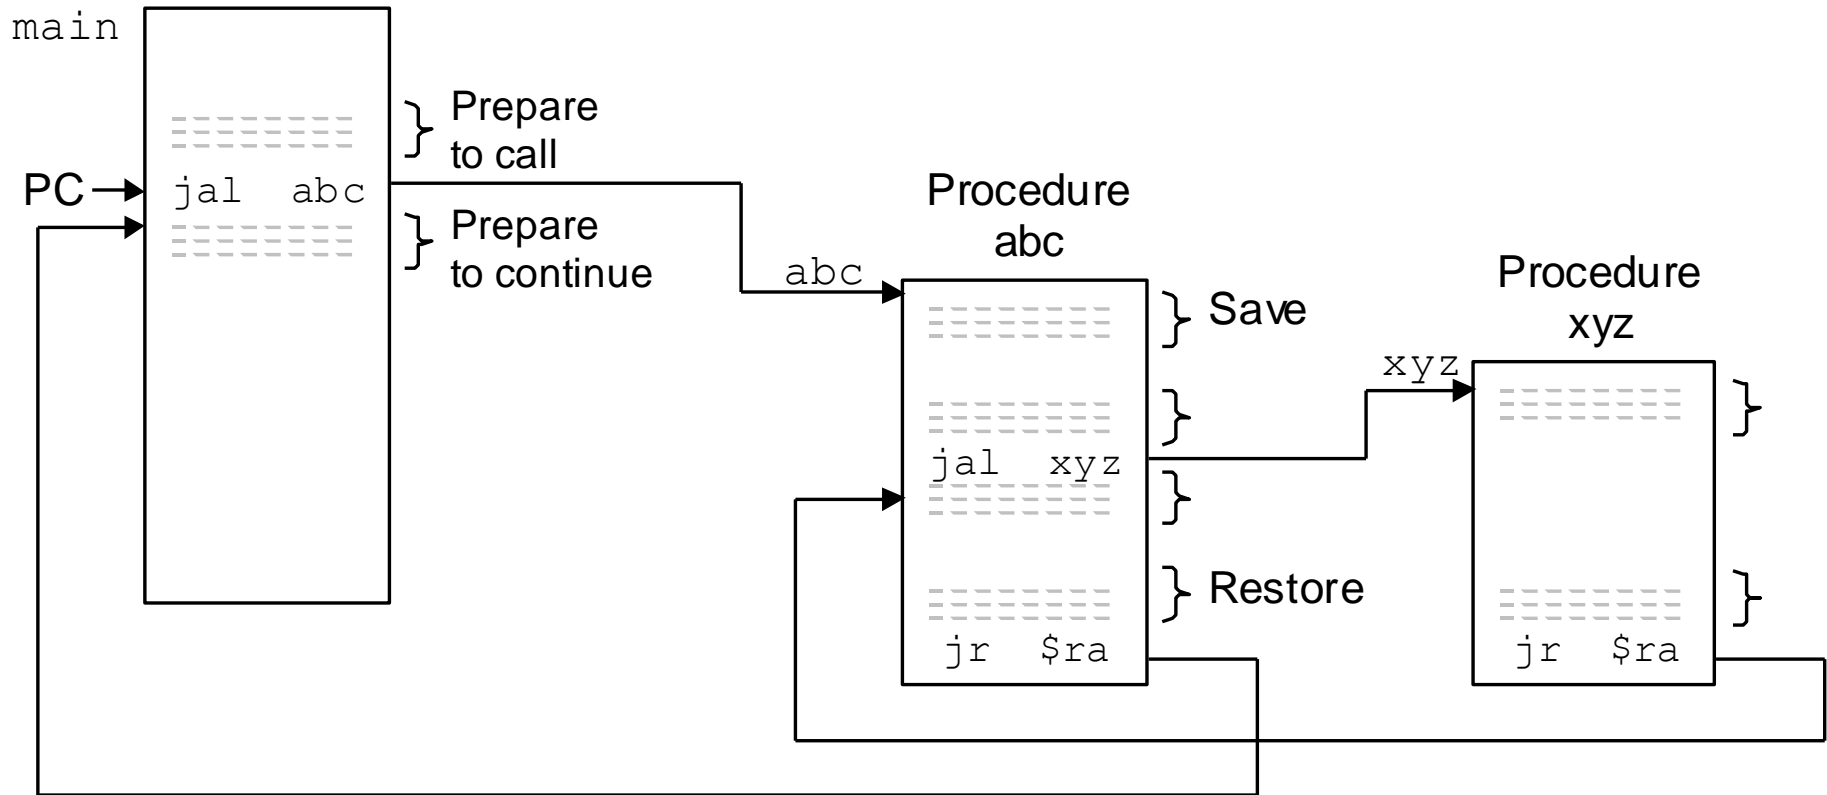 main
Prepare
to call
PC
jal abc
Prepare
to continue
abc
Procedure
abc
Save
jal xyz
Restore
jr $ra
Procedure
xyz
xyz
jr $ra